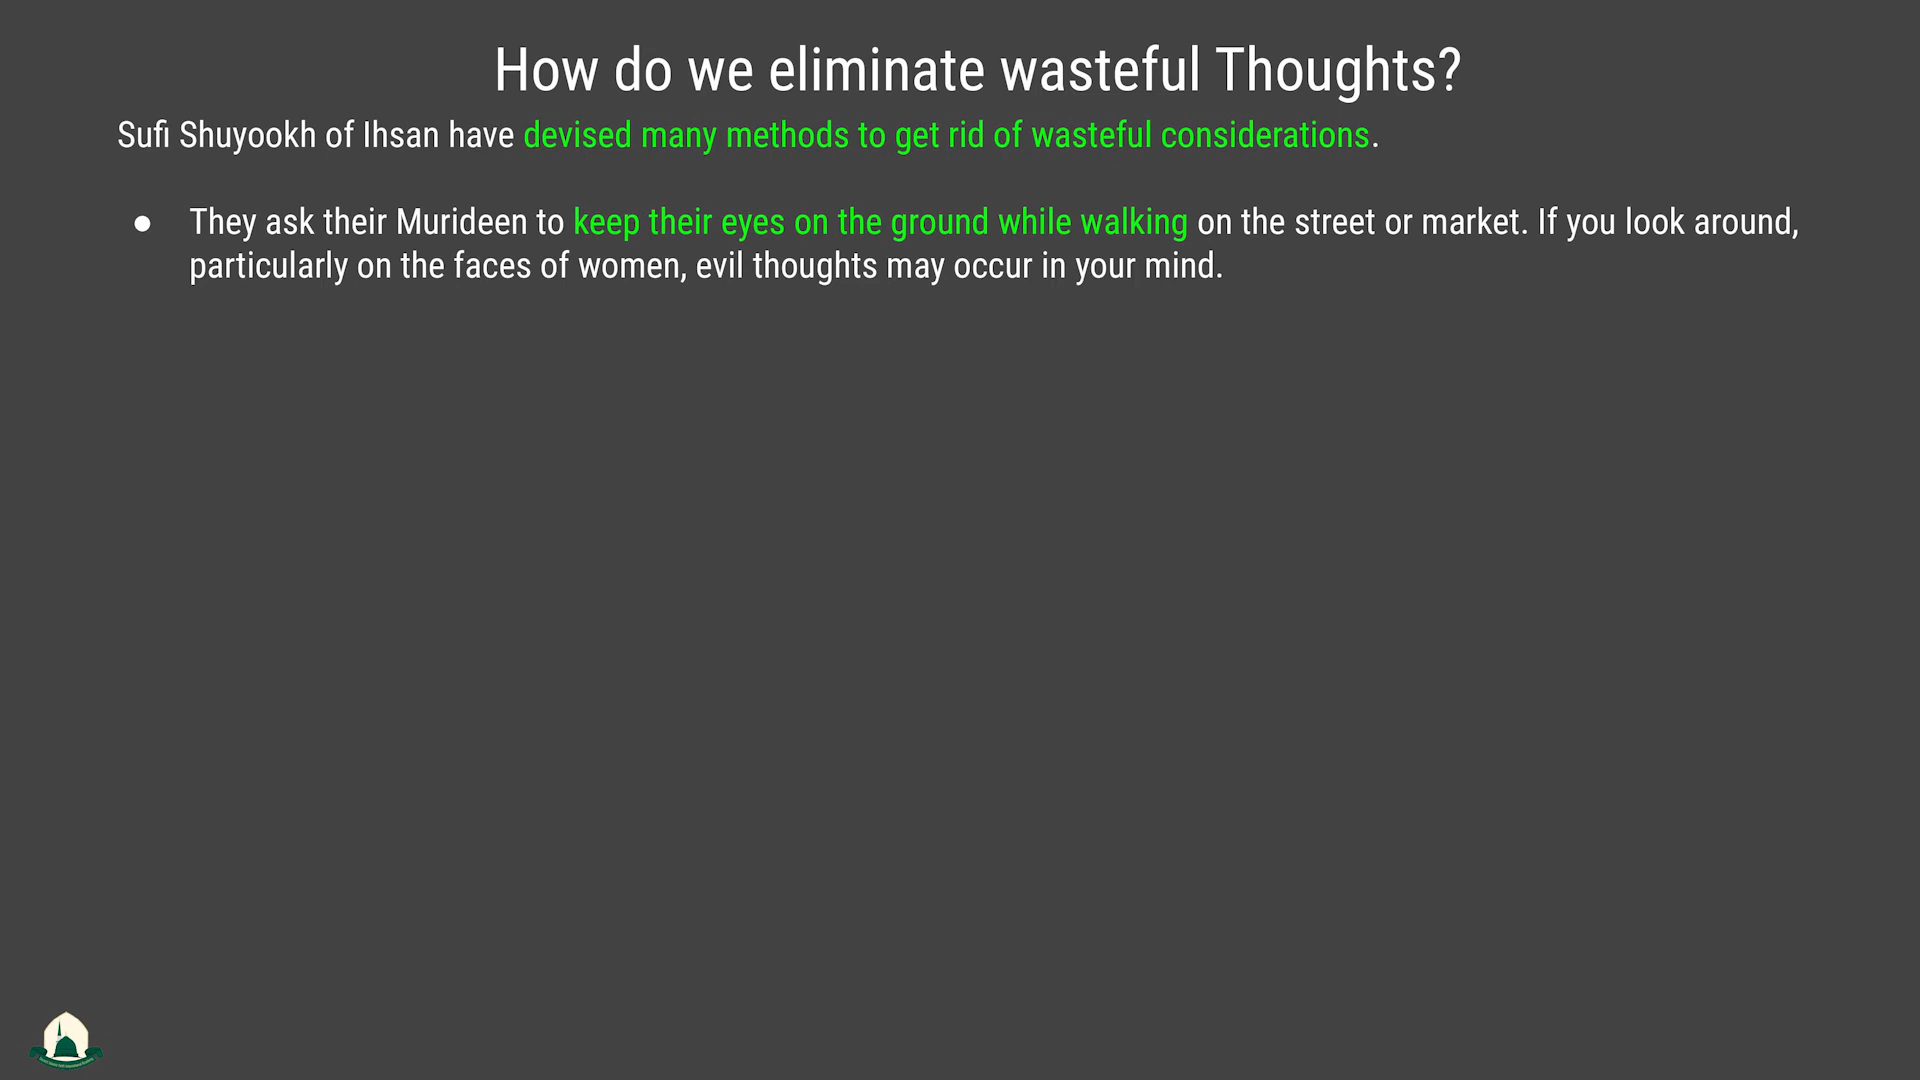 How do we eliminate wasteful Thoughts?
Sufi Shuyookh of Ihsan have devised many methods to get rid of wasteful considerations.
● They ask their Murideen to keep their eyes on the ground while walking on the street or market. If you look around,
particularly on the faces of women, evil thoughts may occur in your mind.